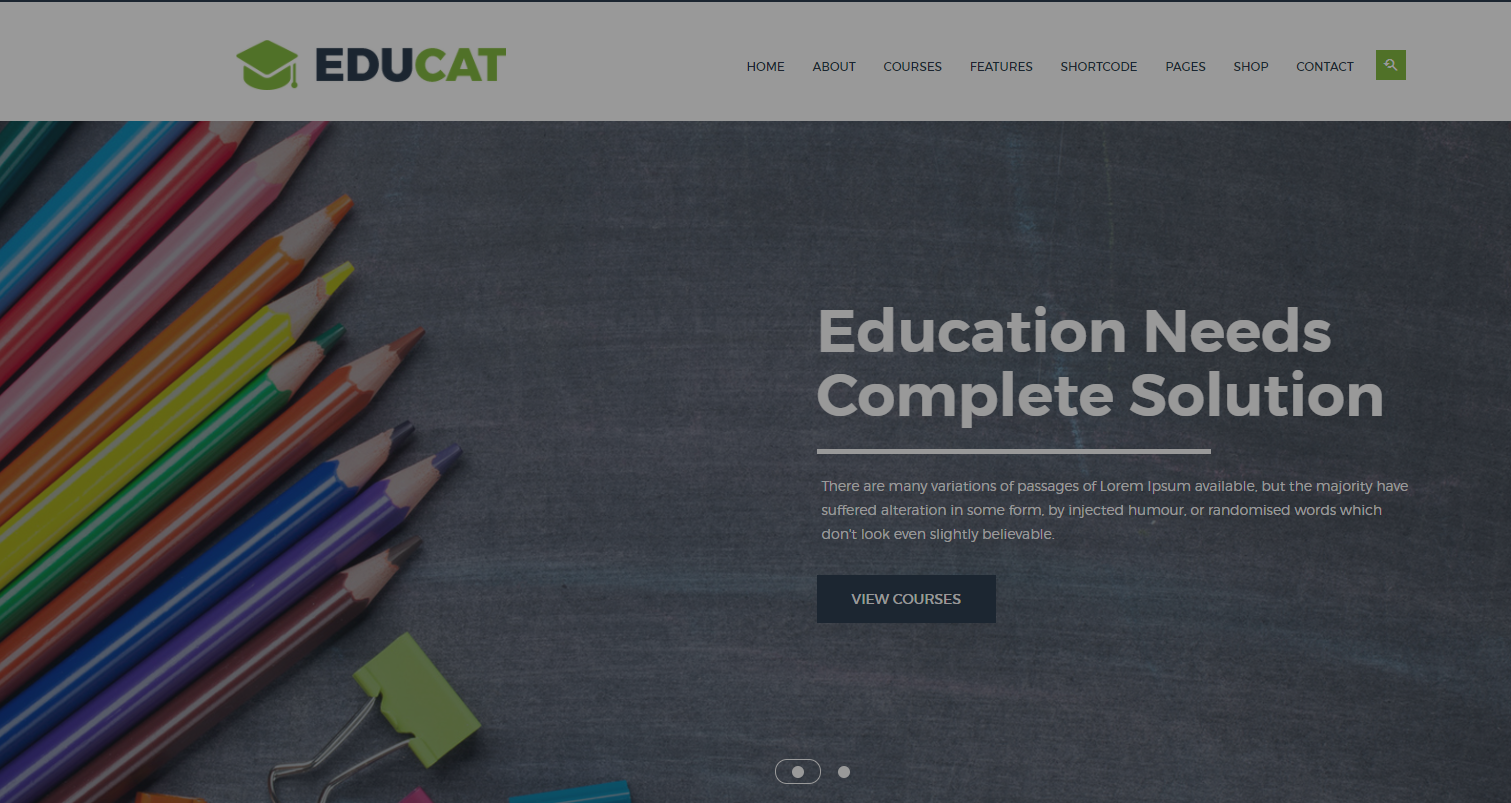 EDUCAT
HOME ABOUT COURSES FEATURES SHORTCODE PAGES SHOP CONTACT
Education Needs
Complete Solution
There are many variations of passages of Lorem Ipsum available, but the majority have
suffered alteration in some form, by injected humour, or randomised words which
don't look even slightly believable.
VIEW COURSES